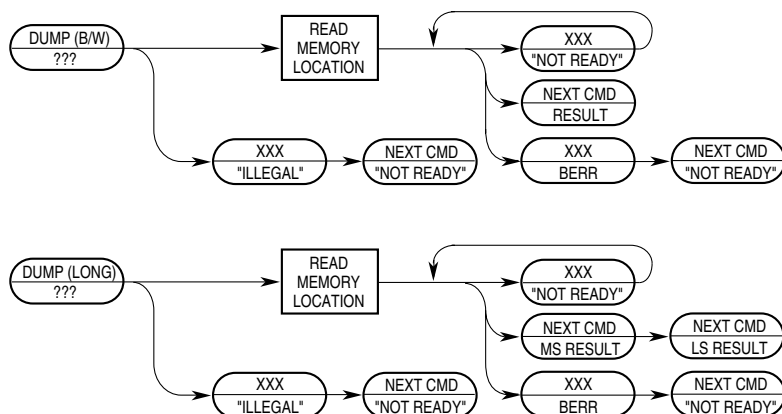 DUMP (B/W)
???
READ
MEMORY
LOCATION
XXX
"NOT READY"
NEXT CMD
RESULT
XXX
"ILLEGAL"
NEXT CMD
"NOT READY"
XXX
BERR
NEXT CMD
"NOT READY"
DUMP (LONG)
???
READ
MEMORY
LOCATION
XXX
"NOT READY"
NEXT CMD
MS RESULT
NEXT CMD
LS RESULT
XXX
"ILLEGAL"
NEXT CMD
"NOT READY"
XXX
BERR
NEXT CMD
"NOT READY"